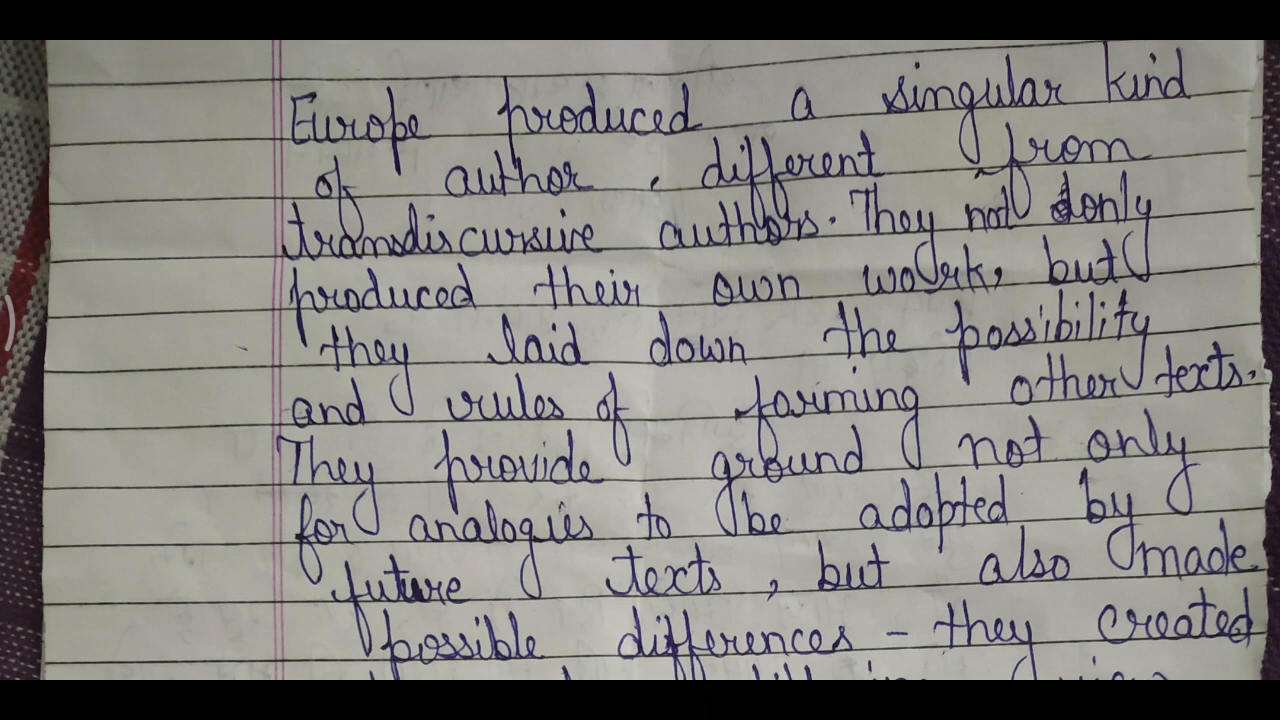 Europe produced a singular kind
of author, different from
transdiscursive authors. They not only
produced their own work, but
they laid down the possibility
and rules of forming other texts.
They provide ground not only
for analogies to be adopted by
future texts, but also made
possible differences - they created